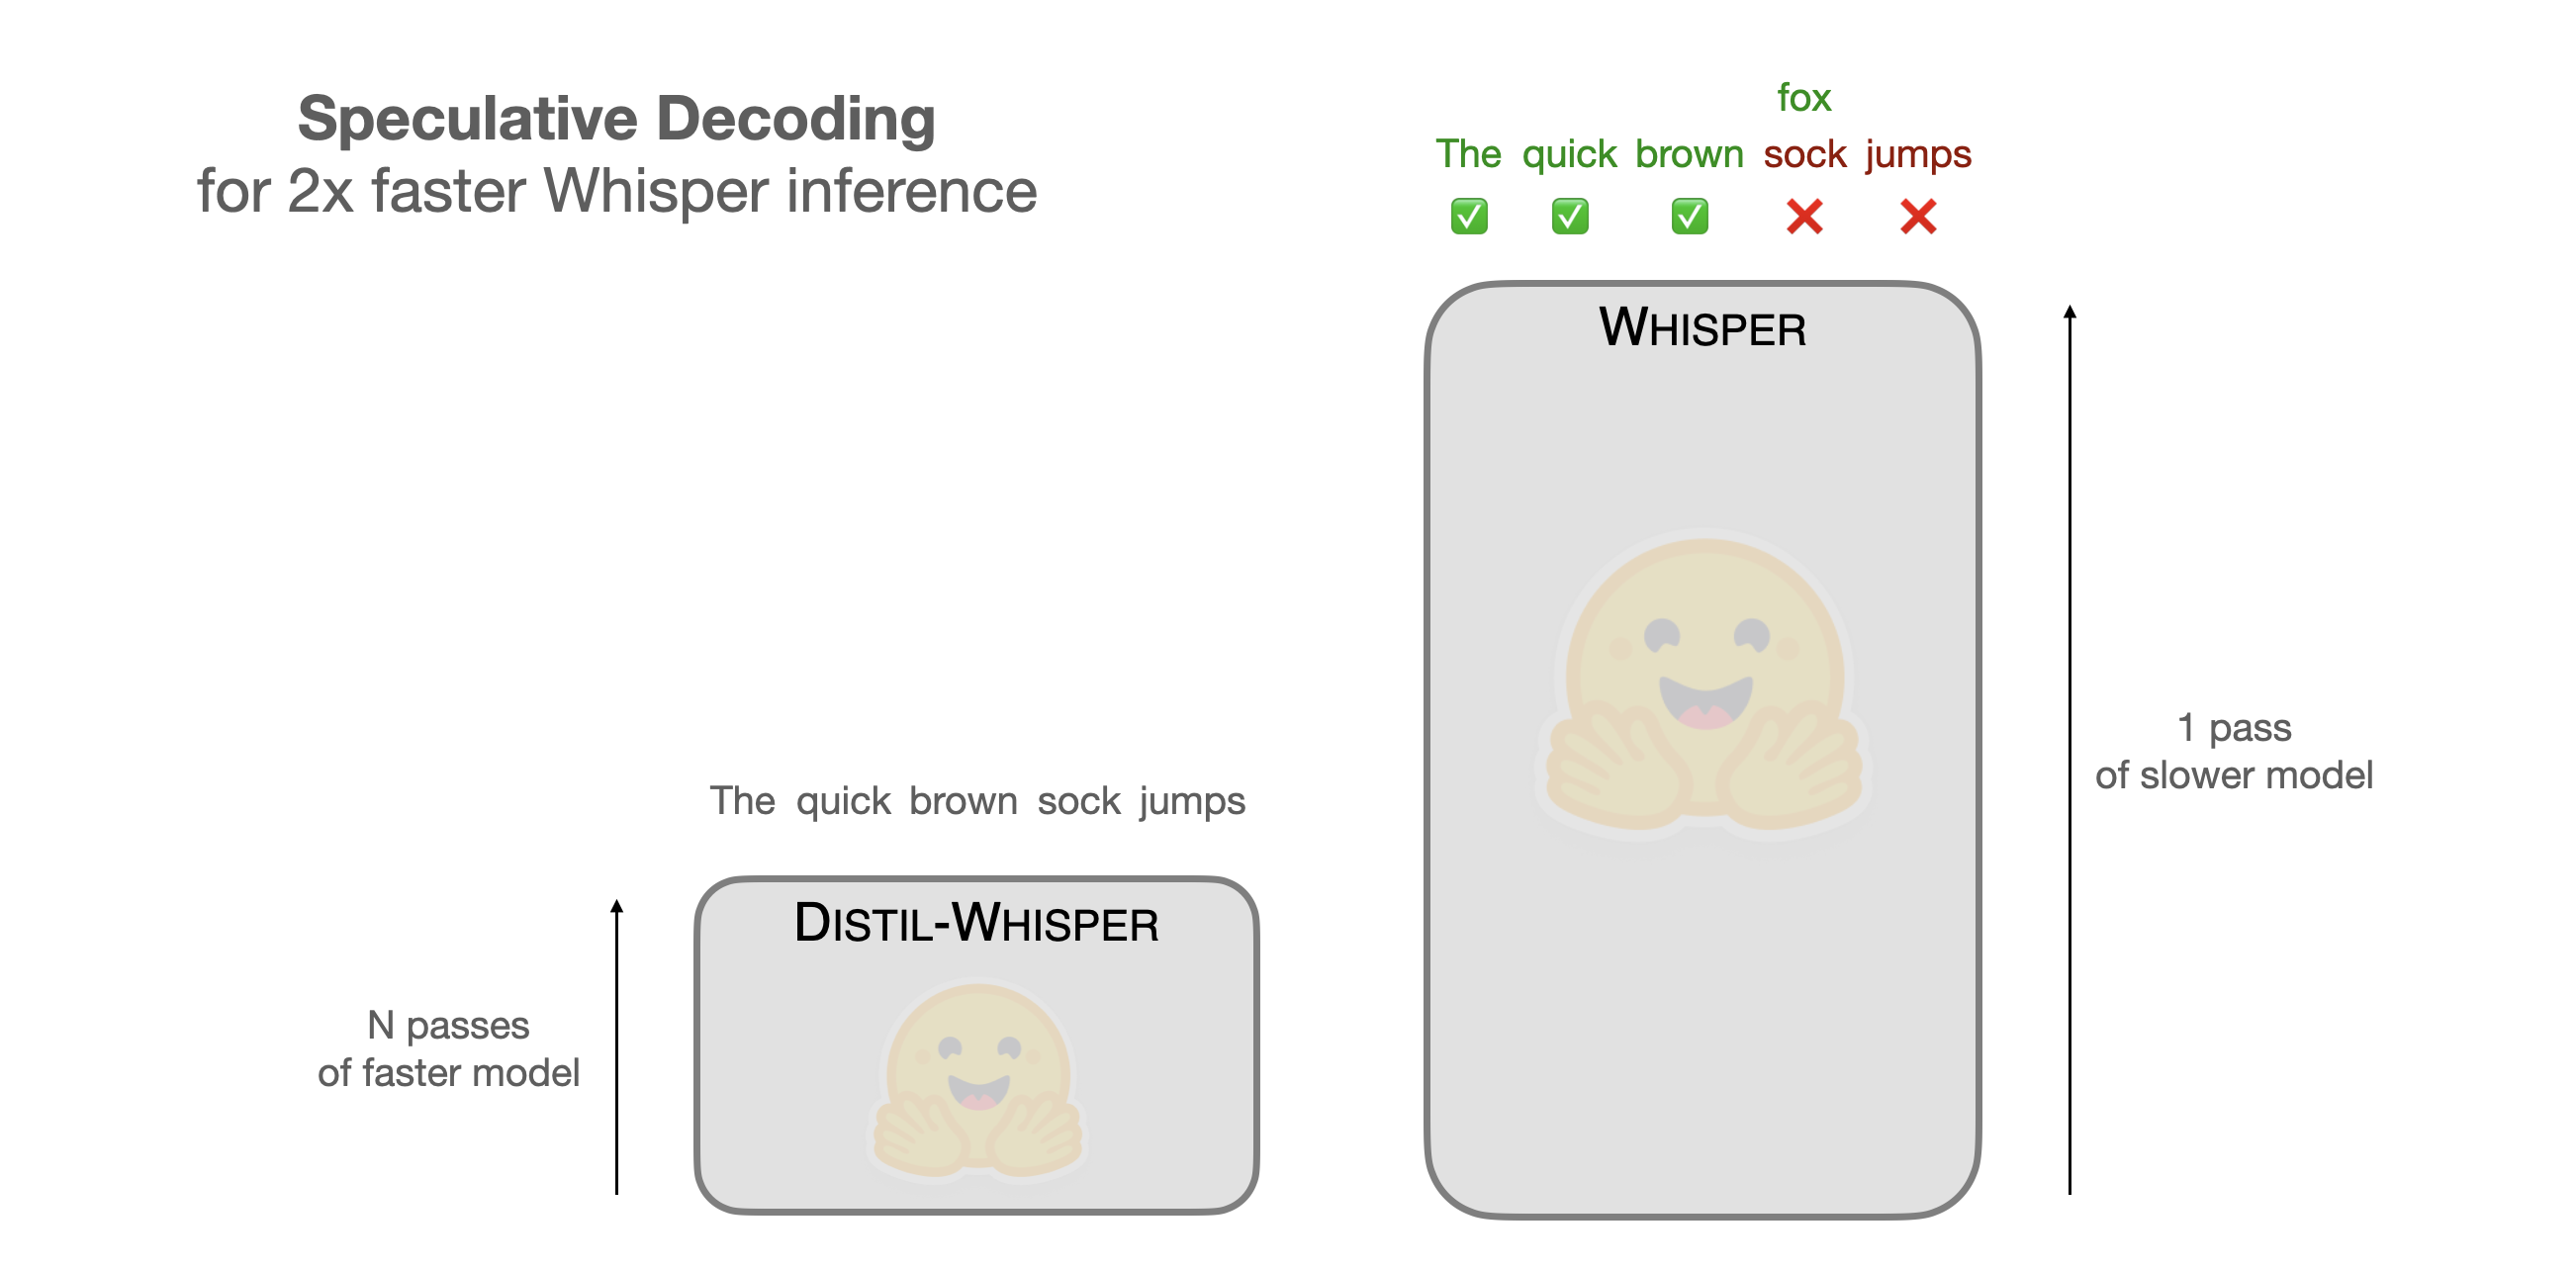 Speculative Decoding
for 2x faster Whisper inference
fox
The quick brown sock jumps
WHISPER
1 pass
of slower model
The quick brown sock jumps
DISTIL-WHISPER
N passes
of faster model